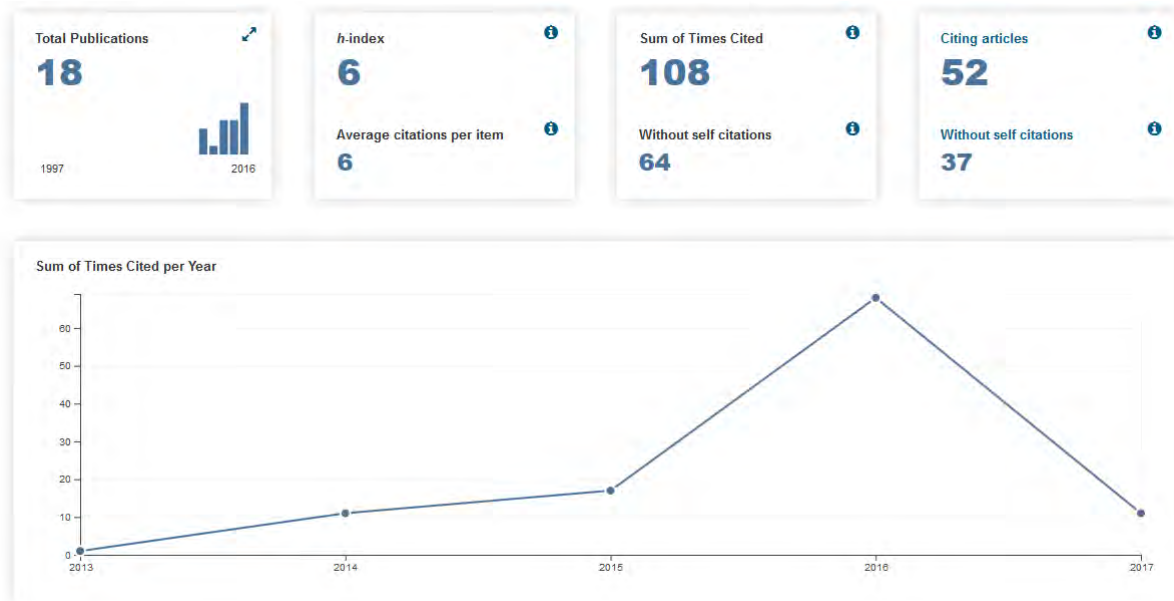 Total Publications
18
1997 2016
h-index
6
Average citations per item
6
Sum of Times Cited
108
Without self citations
64
Citing articles
52
Without self citations
37
Sum of Times Cited per Year
60
50
40
30
20
10
0
2013 2014 2015 2016 2017